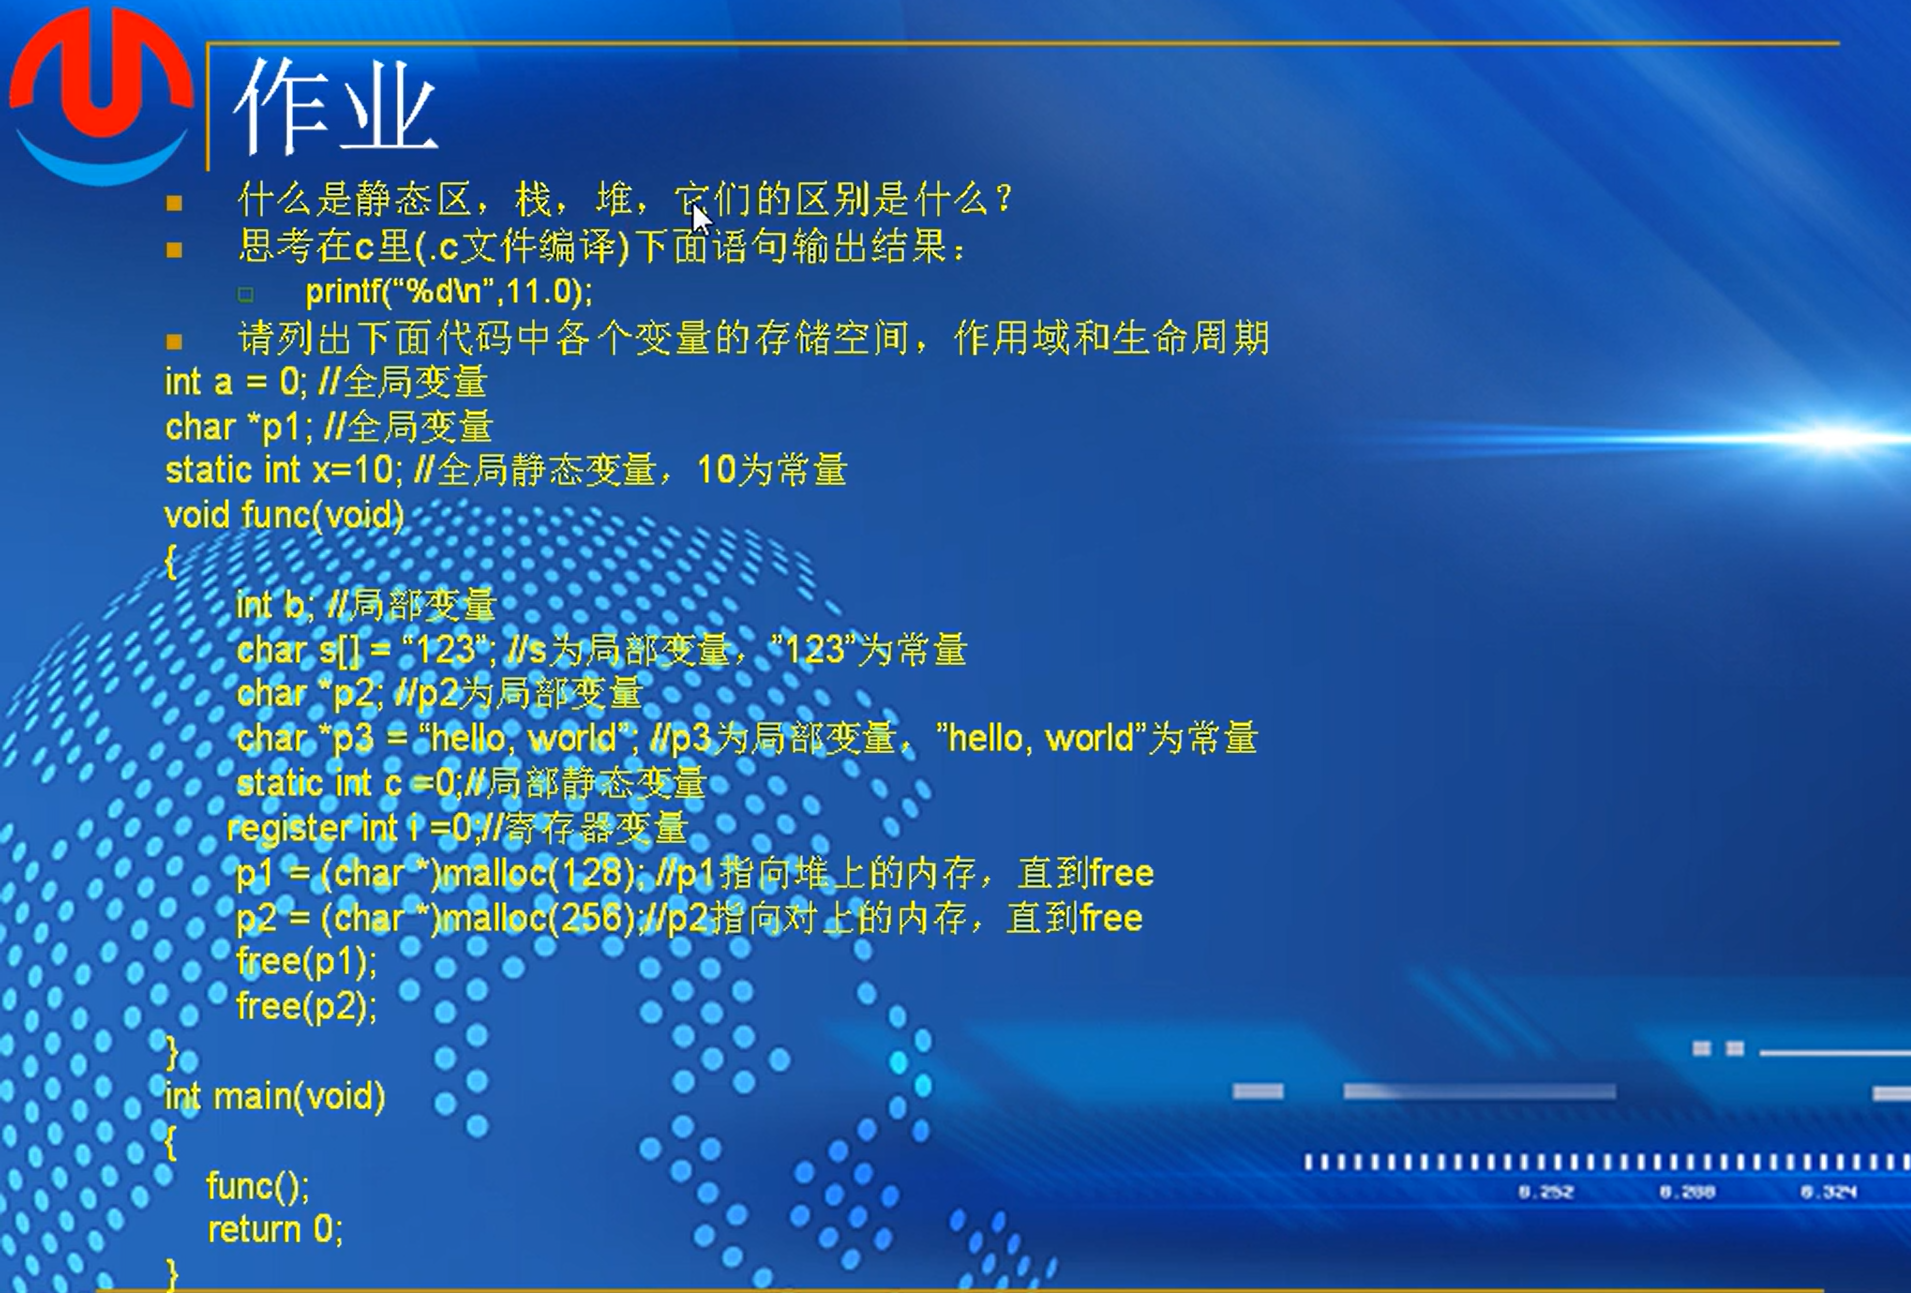 作业
什么是静态区，栈，堆，它们的区别是什么？
思考在c里(.c文件编译)下面语句输出结果：
printf(“%d\n”,11.0);
请列出下面代码中各个变量的存储空间，作用域和生命周期
int a = 0; //全局变量
char *p1; //全局变量
static int x=10; //全局静态变量，10为常量
void func(void)
{
int b; //局部变量
char s[] = “123”; //s为局部变量，”123”为常量
char *p2; //p2为局部变量
char *p3 = “hello, world”; //p3为局部变量，”hello, world”为常量
static int c =0;//局部静态变量
register int i =0;//寄存器变量
p1 = (char *)malloc(128); //p1指向堆上的内存，直到free
p2 = (char *)malloc(256);//p2指向对上的内存，直到free
free(p1);
free(p2);
}
int main(void)
{
func();
return 0;
}
0.252 0.288 0.324